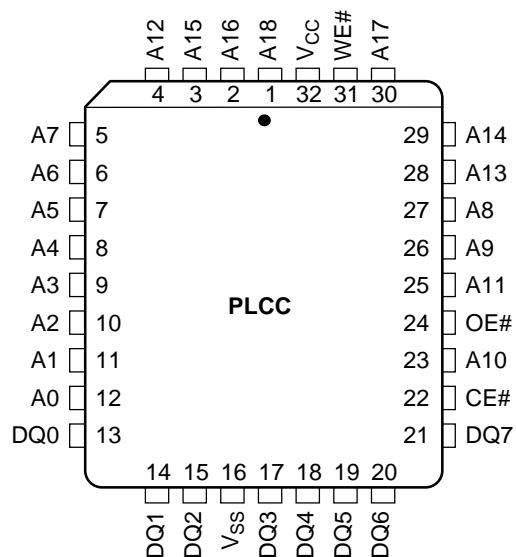 A12 A15 A16 A18 VCC WE# A17
4 3 2 1 32 31 30
A7 5 29 A14
A6 6 28 A13
A5 7 27 A8
A4 8 26 A9
A3 9 25 A11
PLCC
A2 10 24 OE#
A1 11 23 A10
A0 12 22 CE#
DQ0 13 21 DQ7
14 15 16 17 18 19 20
DQ1 DQ2 VSS DQ3 DQ4 DQ5 DQ6